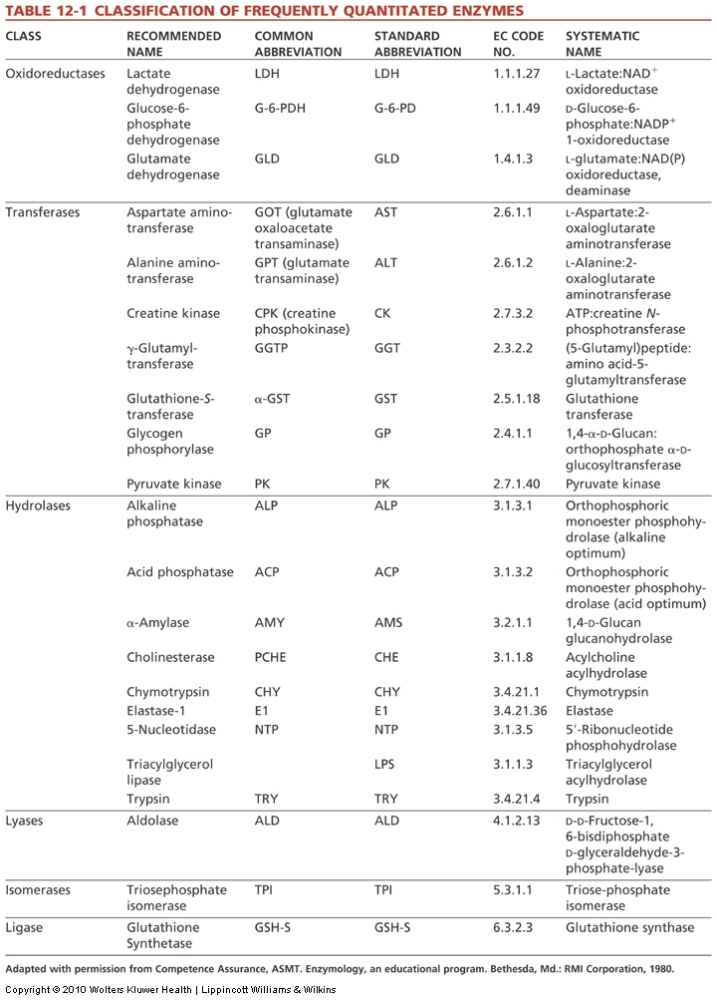 TABLE 12-1 CLASSIFICATION OF FREQUENTLY QUANTITATED ENZYMES
CLASS RECOMMENDED NAME COMMON ABBREVIATION STANDARD ABBREVIATION EC CODE NO. SYSTEMATIC NAME
Oxidoreductases Lactate dehydrogenase LDH LDH 1.1.1.27 L-Lactate:NAD⁺ oxidoreductase
Glucose-6-phosphate dehydrogenase G-6-PDH G-6-PD 1.1.1.49 D-Glucose-6-phosphate:NADP⁺ 1-oxidoreductase
Glutamate dehydrogenase GLD GLD 1.4.1.3 L-glutamate:NAD(P) oxidoreductase, deaminase
Transferases Aspartate amino-transferase GOT (glutamate oxaloacetate transaminase) AST 2.6.1.1 L-Aspartate:2-oxaloglutarate aminotransferase
Alanine amino-transferase GPT (glutamate transaminase) ALT 2.6.1.2 L-Alanine:2-oxaloglutarate aminotransferase
Creatine kinase CPK (creatine phosphokinase) CK 2.7.3.2 ATP:creatine N-phosphotransferase
γ-Glutamyl-transferase GGTP GGT 2.3.2.2 (5-Glutamyl)peptide: amino acid-5-glutamyltransferase
Glutathione-S-transferase α-GST GST 2.5.1.18 Glutathione transferase
Glycogen phosphorylase GP GP 2.4.1.1 1,4-α-D-Glucan: orthophosphate α-D-glucosyltransferase
Pyruvate kinase PK PK 2.7.1.40 Pyruvate kinase
Hydrolases Alkaline phosphatase ALP ALP 3.1.3.1 Orthophosphoric monoester phosphohy-drolase (alkaline optimum)
Acid phosphatase ACP ACP 3.1.3.2 Orthophosphoric monoester phosphohy-drolase (acid optimum)
α-Amylase AMY AMS 3.2.1.1 1,4-D-Glucan glucanohydrolase
Cholinesterase PCHE CHE 3.1.1.8 Acylcholine acylhydrolase
Chymotrypsin CHY CHY 3.4.21.1 Chymotrypsin
Elastase-1 E1 E1 3.4.21.36 Elastase
5-Nucleotidase NTP NTP 3.1.3.5 5′-Ribonucleotide phosphohydrolase
Triacylglycerol lipase LPS 3.1.1.3 Triacylglycerol acylhydrolase
Trypsin TRY TRY 3.4.21.4 Trypsin
Lyases Aldolase ALD ALD 4.1.2.13 D-D-Fructose-1, 6-bisdiphosphate D-glyceraldehyde-3-phosphate-lyase
Isomerases Triosephosphate isomerase TPI TPI 5.3.1.1 Triose-phosphate isomerase
Ligase Glutathione Synthetase GSH-S GSH-S 6.3.2.3 Glutathione synthase
Adapted with permission from Competence Assurance, ASMT. Enzymology, an educational program. Bethesda, Md.: RMI Corporation, 1980.
Copyright © 2010 Wolters Kluwer Health | Lippincott Williams & Wilkins